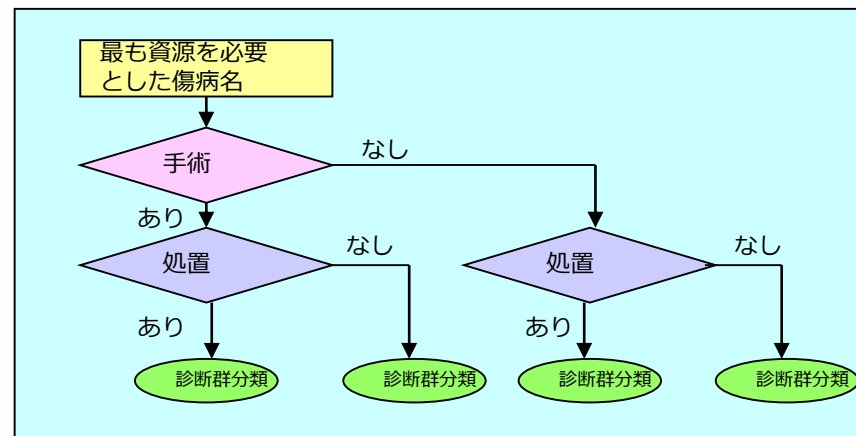 最も資源を必要
とした傷病名
手術
なし
あり
処置
なし
処置
なし
あり
あり
診断群分類
診断群分類
診断群分類
診断群分類